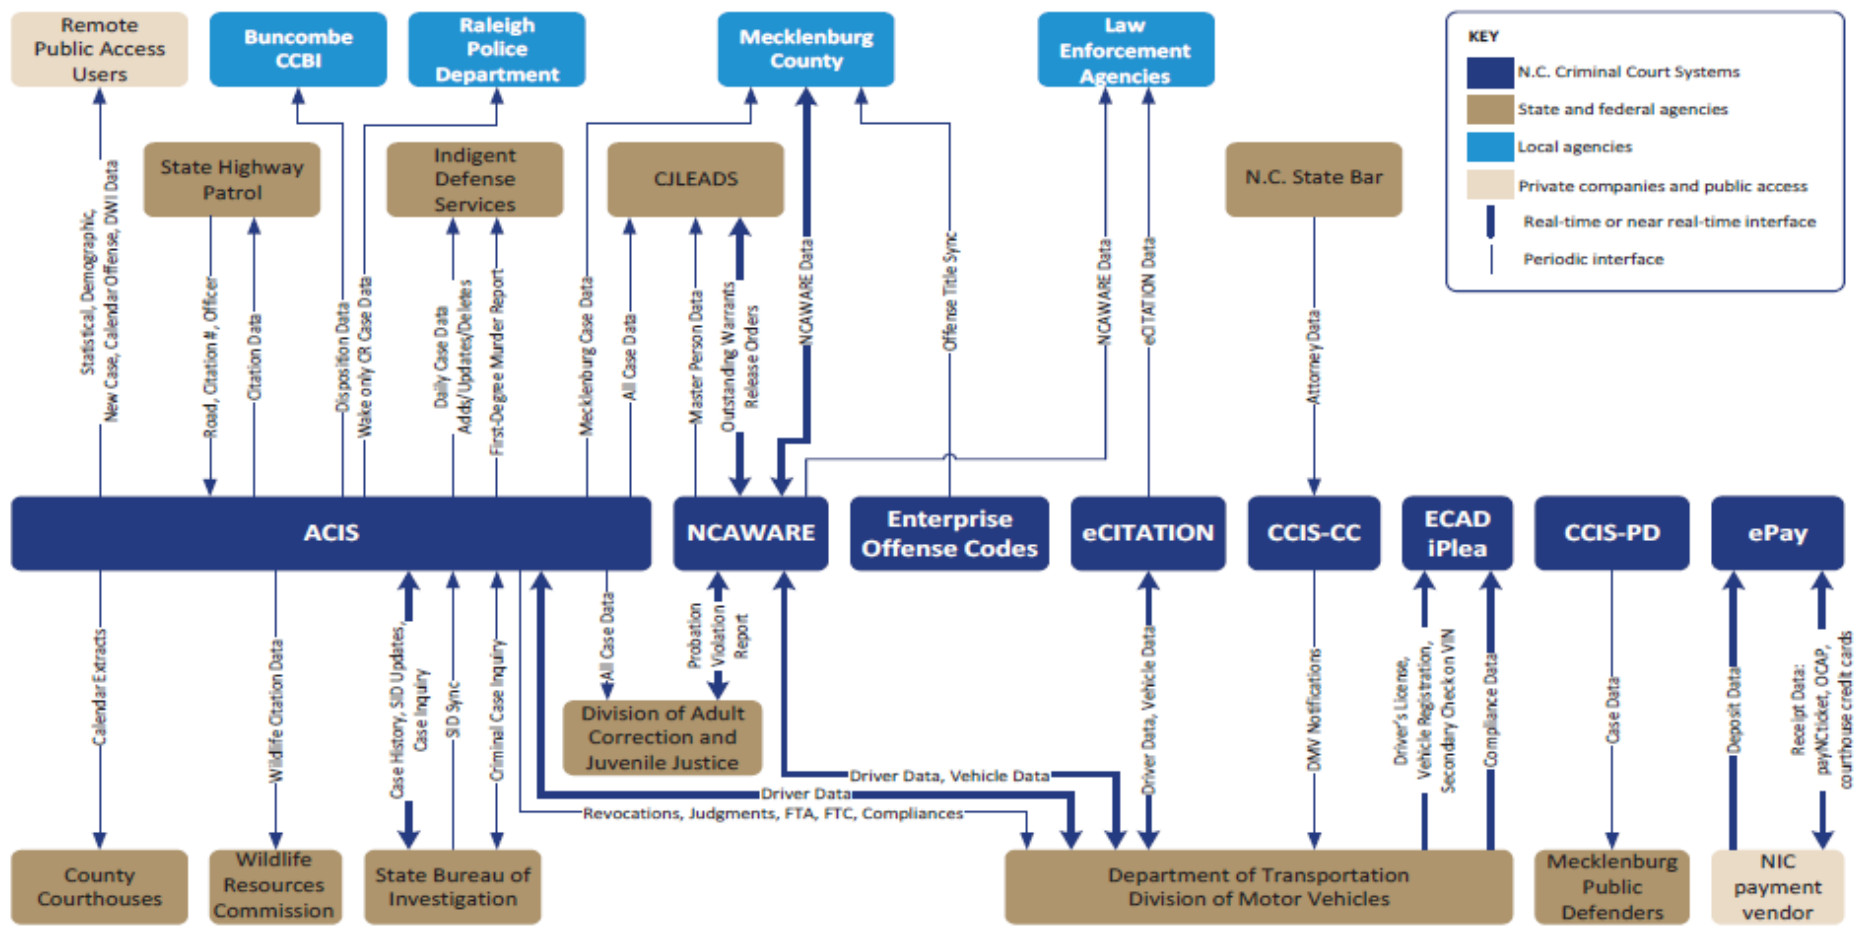 Remote
Public Access
Users
Buncombe
CCBI
Raleigh
Police
Department
Mecklenburg
County
Law
Enforcement
Agencies
KEY
N.C. Criminal Court Systems
State and federal agencies
Local agencies
Private companies and public access
Real-time or near real-time interface
Periodic interface
State Highway
Patrol
Indigent
Defense
Services
CJLEADS
N.C. State Bar
Statistical, Demographic,
New Case, Calendar Offense, DWI Data
Road, Citation #, Officer
Citation Data
Disposition Data
Wake only CR Case Data
Daily Case Data
Adds/Updates/Deletes
First-Degree Murder Report
Mecklenburg Case Data
All Case Data
Master Person Data
Outstanding Warrants
Release Orders
NCAWARE Data
Offense Title Sync
NCAWARE Data
eCITATION Data
Attorney Data
ACIS
NCAWARE
Enterprise
Offense Codes
eCITATION
CCIS-CC
ECAD
iPlea
CCIS-PD
ePay
Calendar Extracts
Wildlife Citation Data
Case History, SID Updates,
Case Inquiry
SID Sync
Criminal Case Inquiry
All Case Data
Probation
Violation
Report
Driver Data, Vehicle Data
Driver Data
Revocations, Judgments, FTA, FTC, Compliances
Driver Data, Vehicle Data
DMV Notifications
Driver's License,
Vehicle Registration,
Secondary Check on VIN
Compliance Data
Case Data
Deposit Data
Receipt Data:
payNCticket, OCAP,
courthouse credit cards
Division of Adult
Correction and
Juvenile Justice
County
Courthouses
Wildlife
Resources
Commission
State Bureau of
Investigation
Department of Transportation
Division of Motor Vehicles
Mecklenburg
Public
Defenders
NIC
payment
vendor